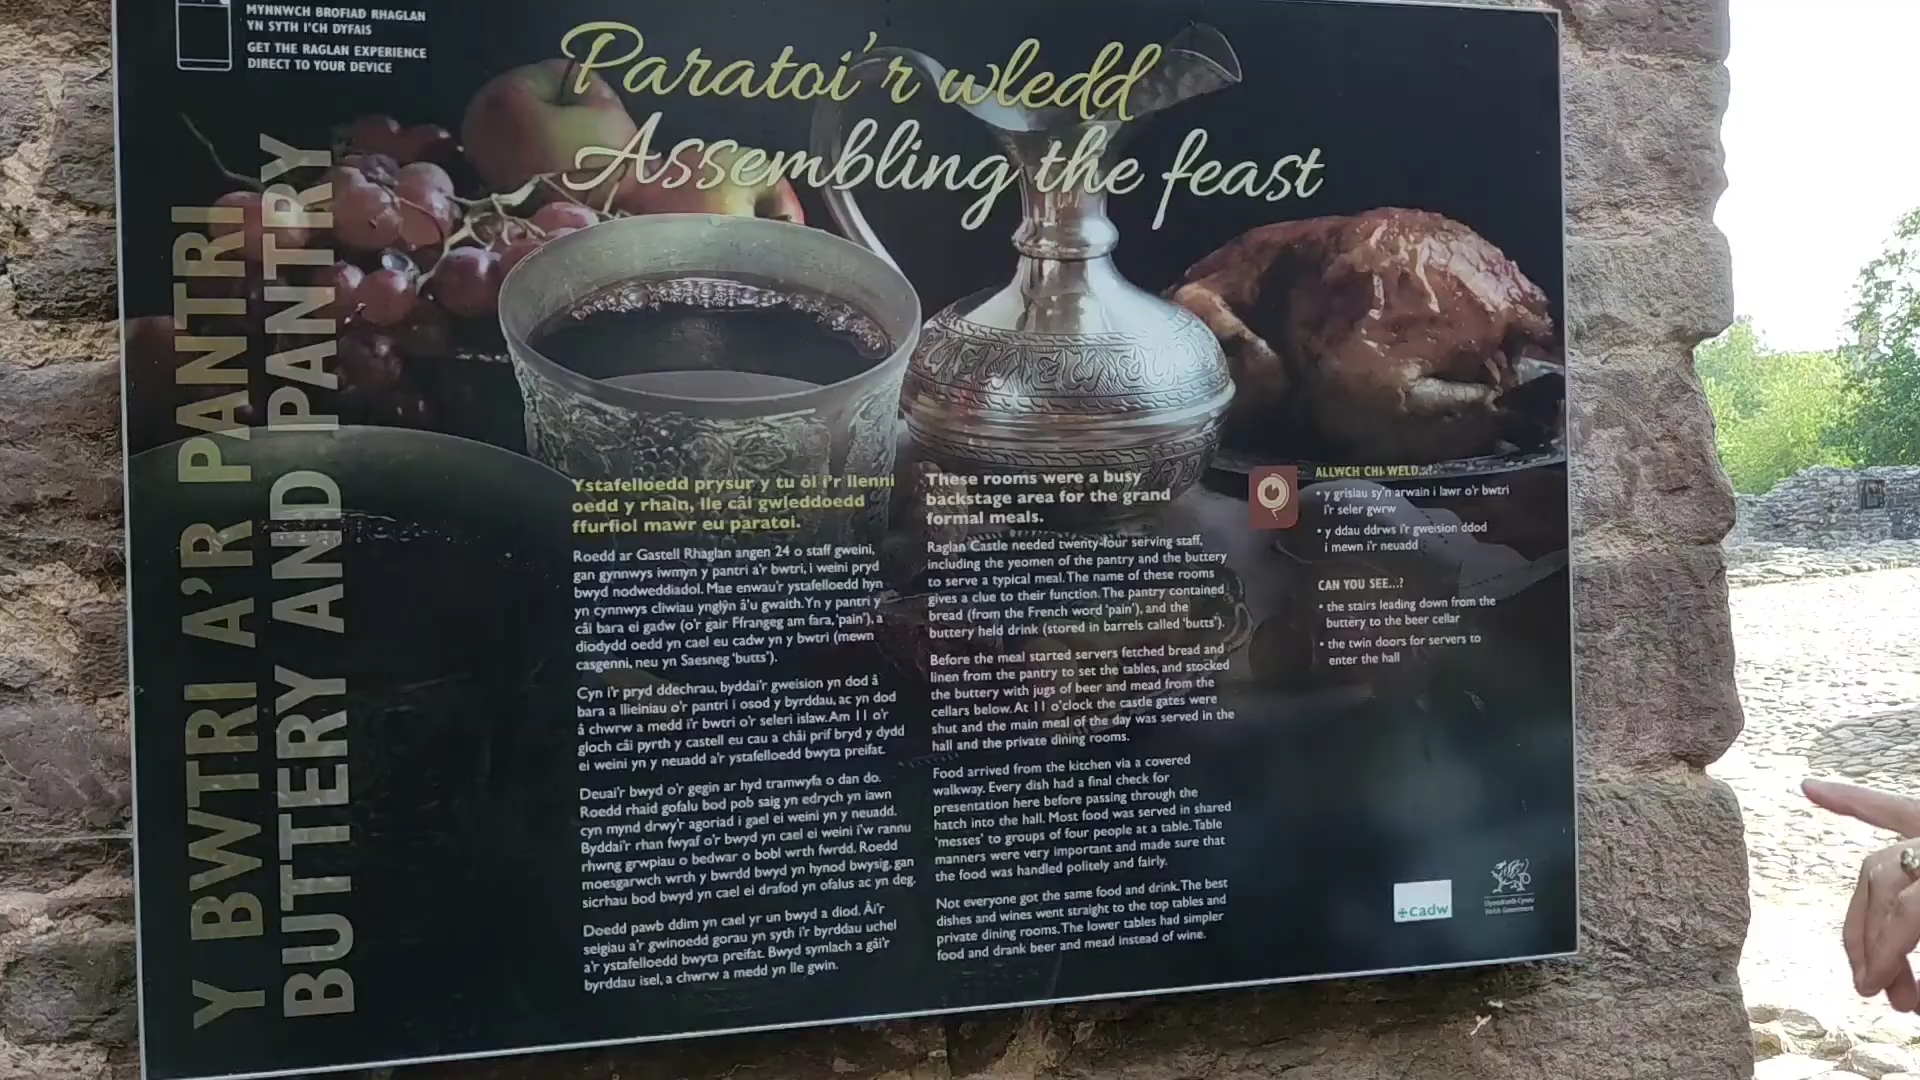 MYNNWCH BROFIAD RHAGLAN
YN SYTH I'CH DYFAIS
GET THE RAGLAN EXPERIENCE
DIRECT TO YOUR DEVICE
Paratoi'r wledd
Assembling the feast
Y BWTRI A'R PANTRI
BUTTERY AND PANTRY
Ystafelloedd prysur y tu ôl i'r llenni
oedd y rhain, lle câi gwleddoedd
ffurfiol mawr eu paratoi.
Roedd ar Gastell Rhaglan angen 24 o staff gweini,
gan gynnwys iwmyn y pantri a'r bwtri, i weini pryd
bwyd nodweddiadol. Mae enwau'r ystafelloedd hyn
yn cynnwys cliwiau ynglŷn â'u gwaith. Yn y pantri y
câi bara ei gadw (o'r gair Ffrangeg am fara, 'pain'), a
diodydd oedd yn cael eu cadw yn y bwtri (mewn
casgenni, neu yn Saesneg 'butts').
Cyn i'r pryd ddechrau, byddai'r gweision yn dod â
bara a llieiniau o'r pantri i osod y byrddau, ac yn dod
â chwrw a medd i'r bwtri o'r seleri islaw. Am 11 o'r
gloch câi pyrth y castell eu cau a châi prif bryd y dydd
ei weini yn y neuadd a'r ystafelloedd bwyta preifat.
Deuai'r bwyd o'r gegin ar hyd tramwyfa o dan do.
Roedd rhaid gofalu bod pob saig yn edrych yn iawn
cyn mynd drwy'r agoriad i gael ei weini yn y neuadd.
Byddai'r rhan fwyaf o'r bwyd yn cael ei weini i'w rannu
rhwng grwpiau o bedwar o bobl wrth fwrdd. Roedd
moesgarwch wrth y bwrdd bwyd yn hynod bwysig, gan
sicrhau bod bwyd yn cael ei drafod yn ofalus ac yn deg.
Doedd pawb ddim yn cael yr un bwyd a diod. Âi'r
seigiau a'r gwinoedd gorau yn syth i'r byrddau uchel
a'r ystafelloedd bwyta preifat. Bwyd symlach a gâi'r
byrddau isel, a chwrw a medd yn lle gwin.
These rooms were a busy
backstage area for the grand
formal meals.
Raglan Castle needed twenty-four serving staff,
including the yeomen of the pantry and the buttery
to serve a typical meal. The name of these rooms
gives a clue to their function. The pantry contained
bread (from the French word 'pain'), and the
buttery held drink (stored in barrels called 'butts').
Before the meal started servers fetched bread and
linen from the pantry to set the tables, and stocked
the buttery with jugs of beer and mead from the
cellars below. At 11 o'clock the castle gates were
shut and the main meal of the day was served in the
hall and the private dining rooms.
Food arrived from the kitchen via a covered
walkway. Every dish had a final check for
presentation here before passing through the
hatch into the hall. Most food was served in shared
'messes' to groups of four people at a table. Table
manners were very important and made sure that
the food was handled politely and fairly.
Not everyone got the same food and drink. The best
dishes and wines went straight to the top tables and
private dining rooms. The lower tables had simpler
food and drank beer and mead instead of wine.
ALLWCH CHI WELD...?
• y grisiau sy'n arwain i lawr o'r bwtri
i'r seler gwrw
• y ddau ddrws i'r gweision ddod
i mewn i'r neuadd
CAN YOU SEE...?
• the stairs leading down from the
buttery to the beer cellar
• the twin doors for servers to
enter the hall
Cadw
Llywodraeth Cymru
Welsh Government